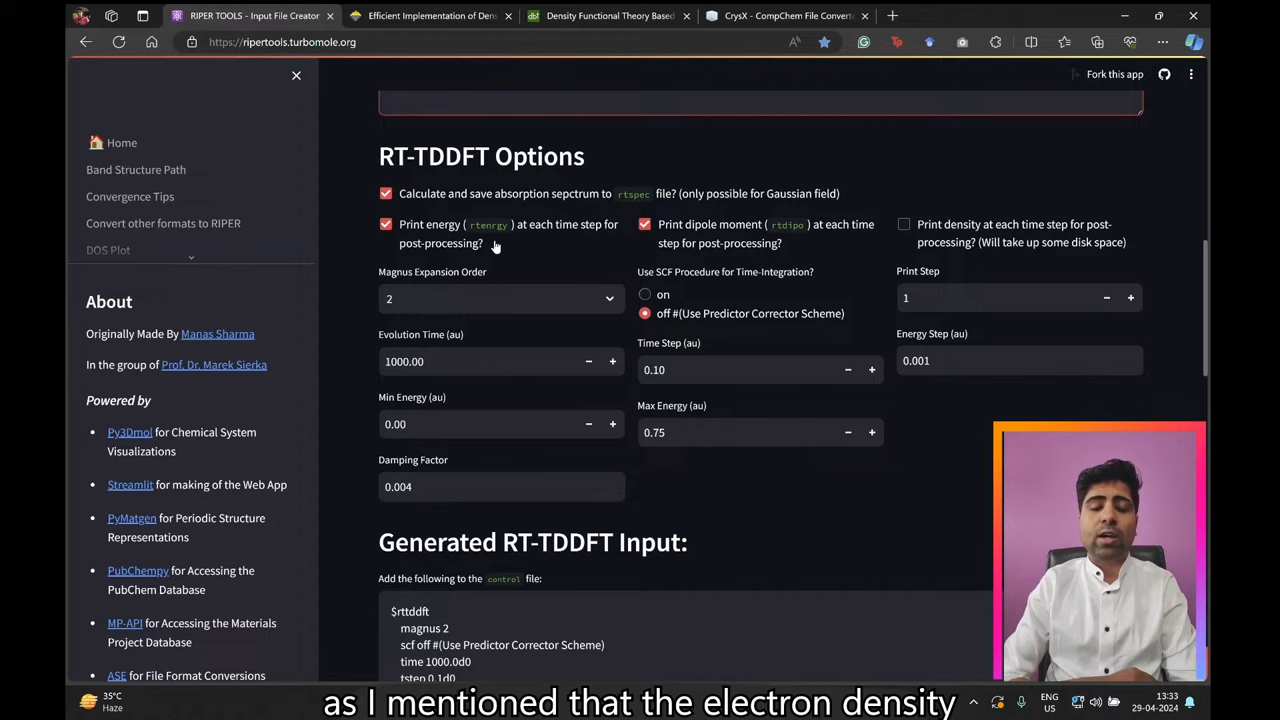 RIPER TOOLS - Input File Creator
Efficient Implementation of Den
Density Functional Theory Based
CrysX - CompChem File Convert
https://ripertools.turbomole.org
Fork this app
Home
Band Structure Path
Convergence Tips
Convert other formats to RIPER
DOS Plot
About
Originally Made By Manas Sharma
In the group of Prof. Dr. Marek Sierka
Powered by
Py3Dmol for Chemical System
Visualizations
Streamlit for making of the Web App
PyMatgen for Periodic Structure
Representations
PubChempy for Accessing the
PubChem Database
MP-API for Accessing the Materials
Project Database
ASE for File Format Conversions
RT-TDDFT Options
Calculate and save absorption sepctrum to rtspec file? (only possible for Gaussian field)
Print energy ( rtenrgy ) at each time step for
post-processing?
Print dipole moment ( rtdipo ) at each time
step for post-processing?
Print density at each time step for post-
processing? (Will take up some disk space)
Magnus Expansion Order
2
Use SCF Procedure for Time-Integration?
on
off #(Use Predictor Corrector Scheme)
Print Step
1
Evolution Time (au)
1000.00
Time Step (au)
0.10
Energy Step (au)
0.001
Min Energy (au)
0.00
Max Energy (au)
0.75
Damping Factor
0.004
Generated RT-TDDFT Input:
Add the following to the control file:
$rttddft
magnus 2
scf off #(Use Predictor Corrector Scheme)
time 1000.0d0
tstep 0.1d0
as I mentioned that the electron density
35°C
Haze
ENG
US
13:33
29-04-2024